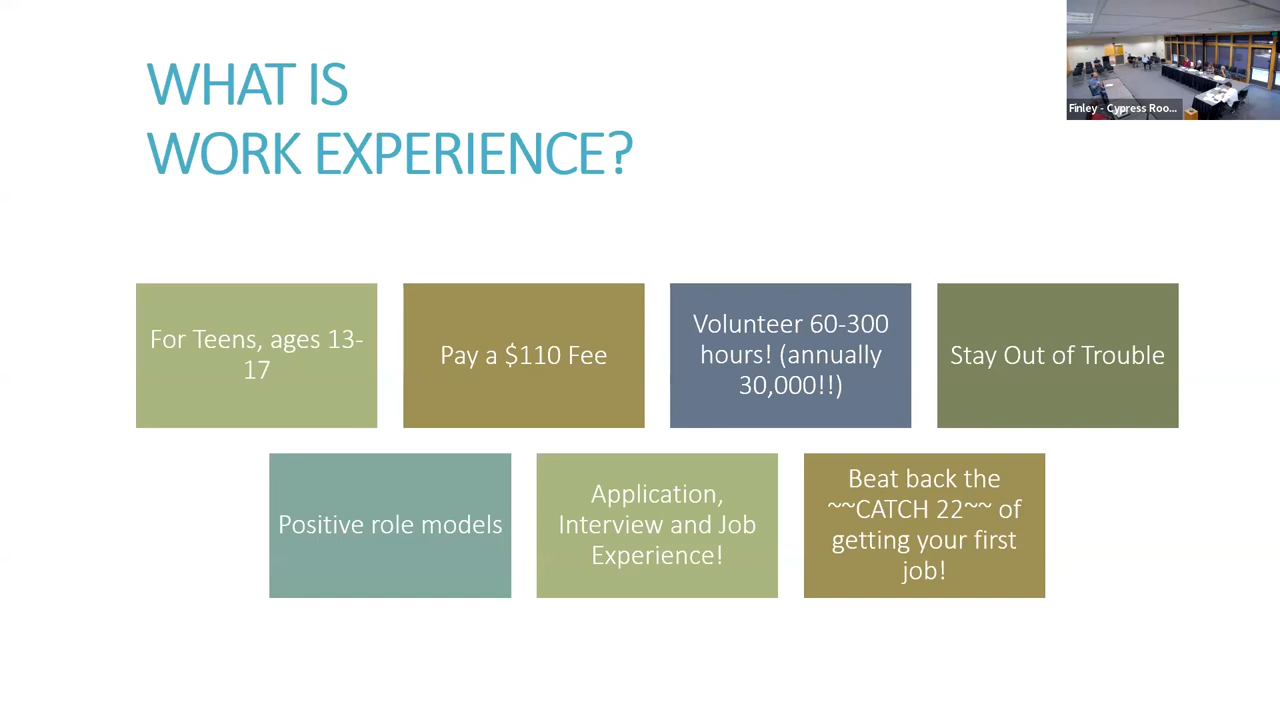 WHAT IS
WORK EXPERIENCE?
Finley - Cypress Roo...
For Teens, ages 13-
17
Pay a $110 Fee
Volunteer 60-300
hours! (annually
30,000!!)
Stay Out of Trouble
Positive role models
Application,
Interview and Job
Experience!
Beat back the
~~CATCH 22~~ of
getting your first
job!